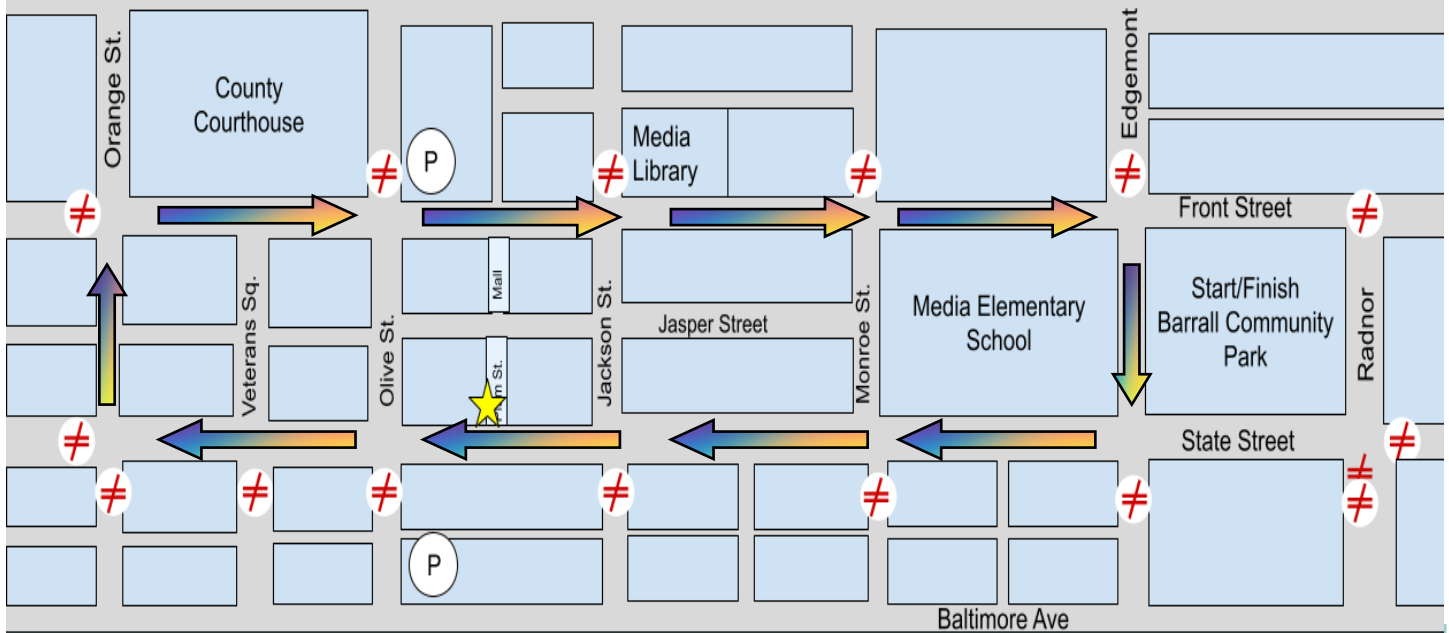 Orange St.
County
Courthouse
P
Media
Library
Edgemont
Front Street
Veterans Sq.
Olive St.
Mall
St.
Jackson St.
Jasper Street
Monroe St.
Media Elementary
School
Start/Finish
Barrall Community
Park
Radnor
State Street
P
Baltimore Ave